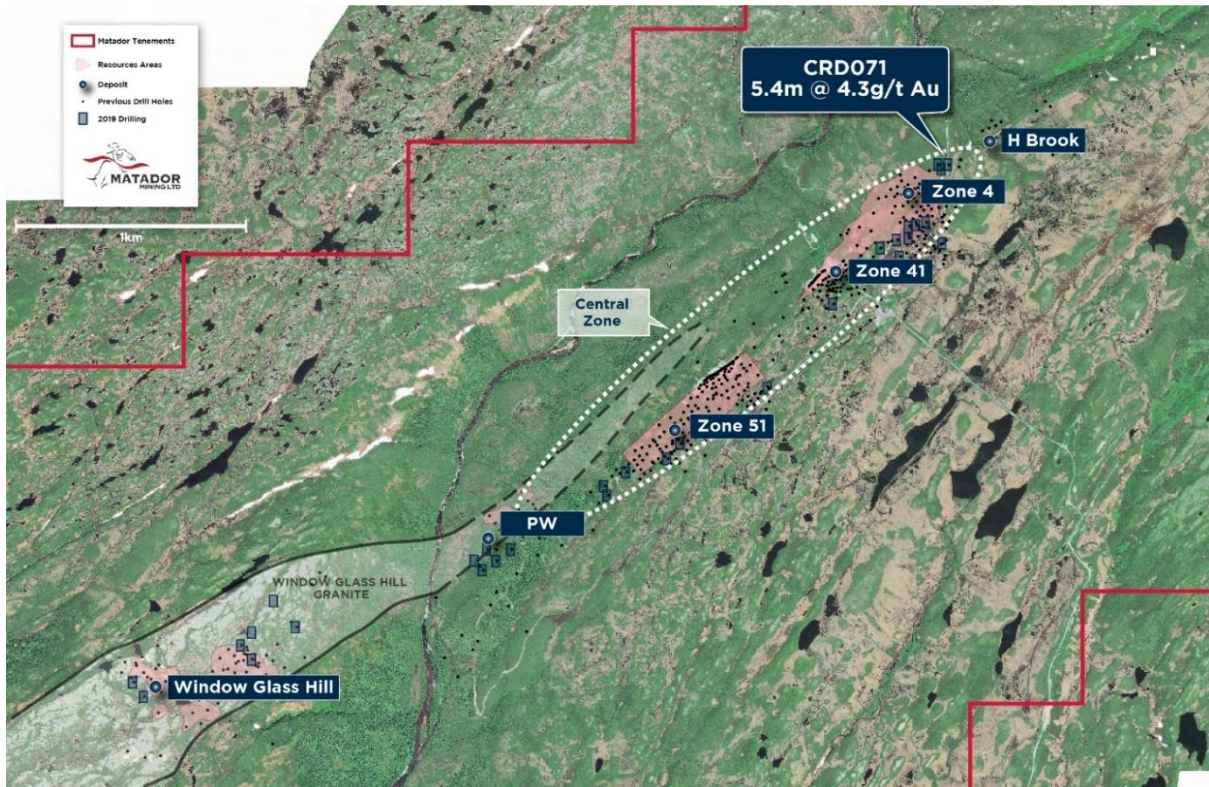 Matador Tenements
Resources Areas
Deposit
Previous Drill Holes
2019 Drilling
MATADOR
MINING LTD
1km
CRD071
5.4m @ 4.3g/t Au
H Brook
Zone 4
Zone 41
Central
Zone
Zone 51
PW
WINDOW GLASS HILL
GRANITE
Window Glass Hill